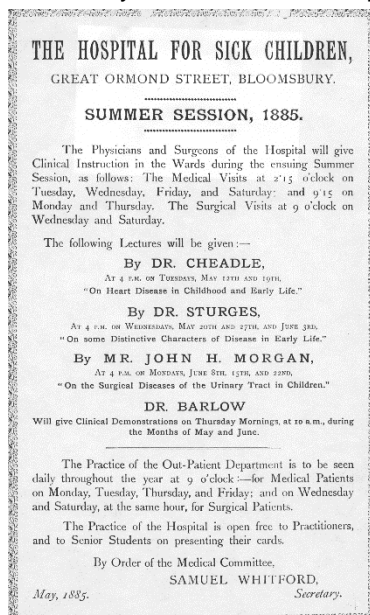 THE HOSPITAL FOR SICK CHILDREN,
GREAT ORMOND STREET, BLOOMSBURY.
SUMMER SESSION, 1885.
The Physicians and Surgeons of the Hospital will give
Clinical Instruction in the Wards during the ensuing Summer
Session, as follows: The Medical Visits at 2·15 o'clock on
Tuesday, Wednesday, Friday, and Saturday: and 9·15 on
Monday and Thursday. The Surgical Visits at 9 o'clock on
Wednesday and Saturday.
The following Lectures will be given:—
By DR. CHEADLE,
AT 4 P.M. ON TUESDAYS, MAY 12TH AND 19TH,
"On Heart Disease in Childhood and Early Life."
By DR. STURGES,
AT 4 P.M. ON WEDNESDAYS, MAY 20TH AND 27TH, AND JUNE 3RD,
"On some Distinctive Characters of Disease in Early Life."
By MR. JOHN H. MORGAN,
AT 4 P.M. ON MONDAYS, JUNE 8TH, 15TH, AND 22ND,
"On the Surgical Diseases of the Urinary Tract in Children."
DR. BARLOW
Will give Clinical Demonstrations on Thursday Mornings, at 10 a.m., during
the Months of May and June.
The Practice of the Out-Patient Department is to be seen
daily throughout the year at 9 o'clock:—for Medical Patients
on Monday, Tuesday, Thursday, and Friday; and on Wednesday
and Saturday, at the same hour, for Surgical Patients.
The Practice of the Hospital is open free to Practitioners,
and to Senior Students on presenting their cards.
By Order of the Medical Committee,
SAMUEL WHITFORD,
May, 1885. Secretary.